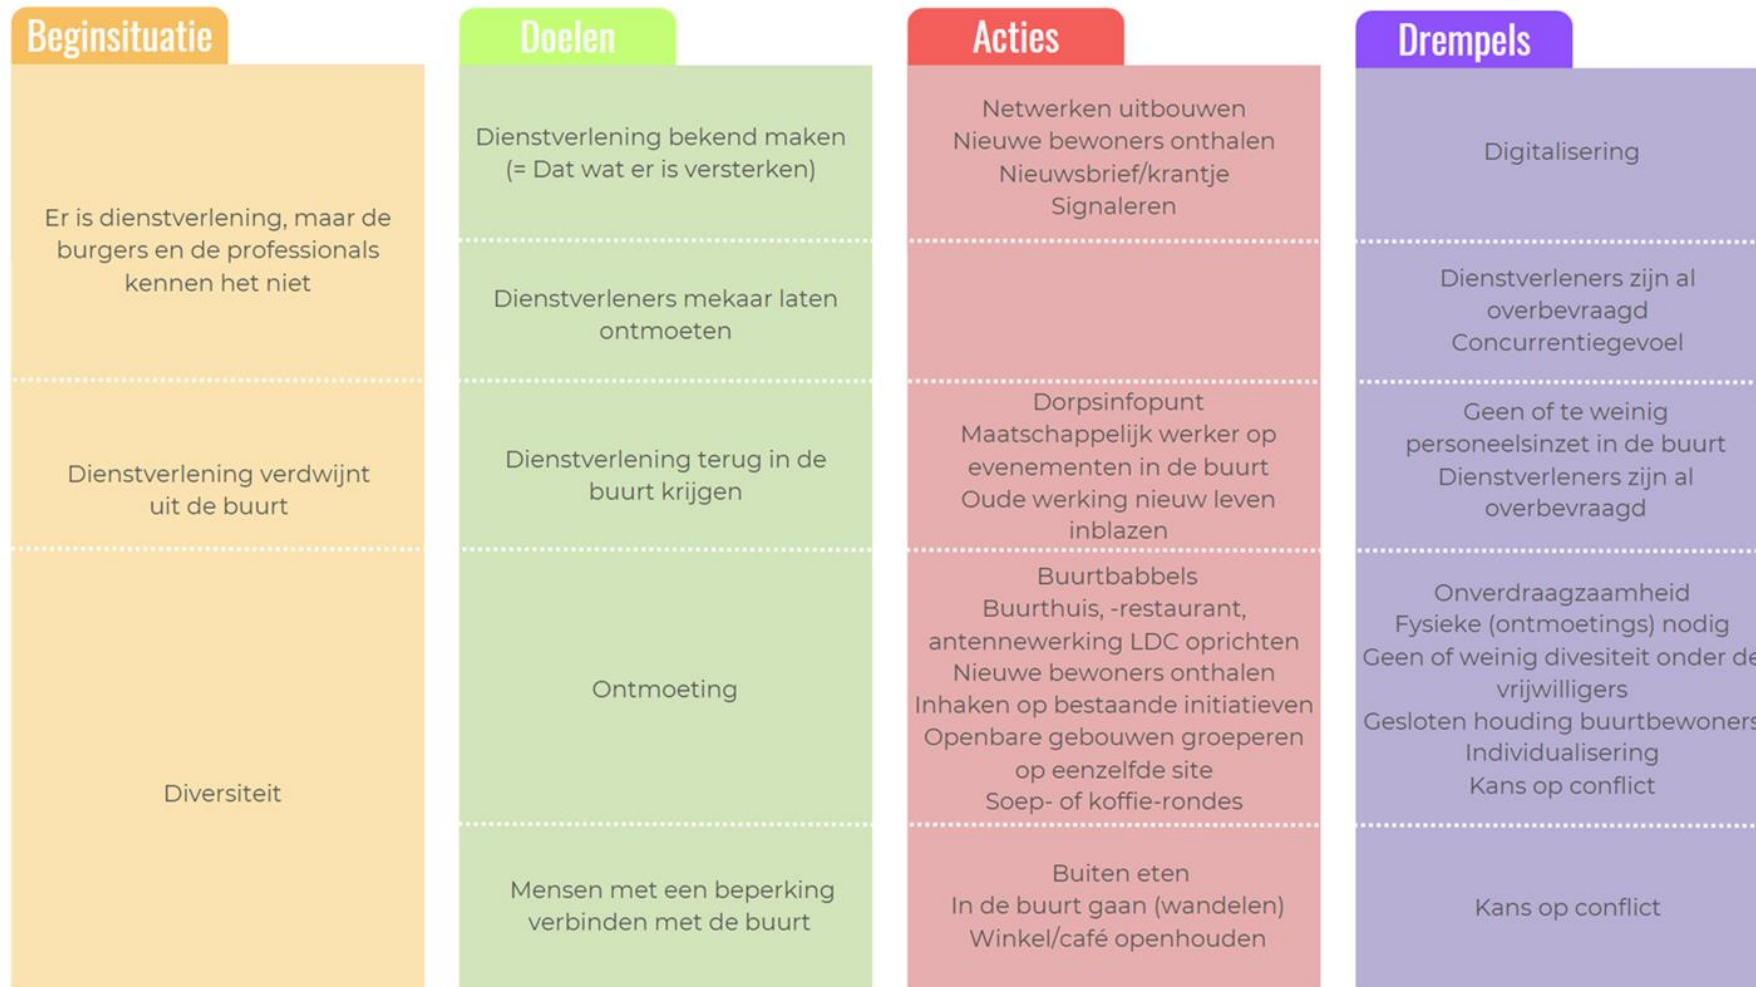 Beginsituatie
Er is dienstverlening, maar de
burgers en de professionals
kennen het niet
Dienstverlening verdwijnt
uit de buurt
Diversiteit
Doelen
Dienstverlening bekend maken
(= Dat wat er is versterken)
Dienstverleners mekaar laten
ontmoeten
Dienstverlening terug in de
buurt krijgen
Ontmoeting
Mensen met een beperking
verbinden met de buurt
Acties
Netwerken uitbouwen
Nieuwe bewoners onthalen
Nieuwsbrief/krantje
Signaleren
Dorpsinfopunt
Maatschappelijk werker op
evenementen in de buurt
Oude werking nieuw leven
inblazen
Buurtbabbels
Buurthuis, -restaurant,
antennewerking LDC oprichten
Nieuwe bewoners onthalen
Inhaken op bestaande initiatieven
Openbare gebouwen groeperen
op eenzelfde site
Soep- of koffie-rondes
Buiten eten
In de buurt gaan (wandelen)
Winkel/café openhouden
Drempels
Digitalisering
Dienstverleners zijn al
overbevraagd
Concurrentiegevoel
Geen of te weinig
personeelsinzet in de buurt
Dienstverleners zijn al
overbevraagd
Onverdraagzaamheid
Fysieke (ontmoetings) nodig
Geen of weinig divesiteit onder de
vrijwilligers
Gesloten houding buurtbewoners
Individualisering
Kans op conflict
Kans op conflict